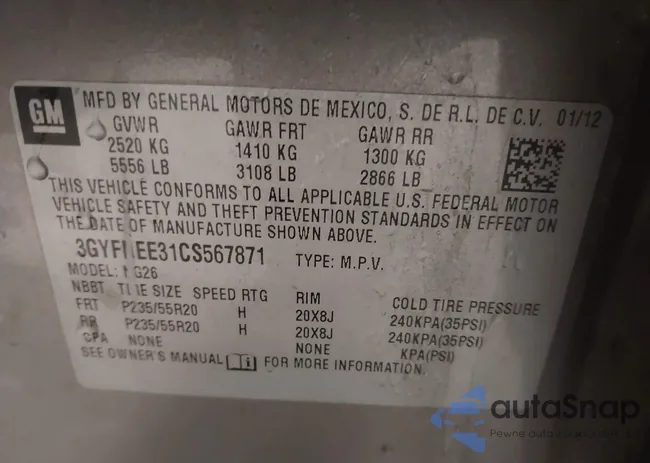 GM
MFD BY GENERAL MOTORS DE MEXICO, S. DE R.L. DE C.V. 01/12
GVWR GAWR FRT GAWR RR
2520 KG 1410 KG 1300 KG
5556 LB 3108 LB 2866 LB
THIS VEHICLE CONFORMS TO ALL APPLICABLE U.S. FEDERAL MOTOR
VEHICLE SAFETY AND THEFT PREVENTION STANDARDS IN EFFECT ON
THE DATE OF MANUFACTURE SHOWN ABOVE.
TYPE: M.P.V.
MODEL:
NBBT SIZE SPEED RTG RIM COLD TIRE PRESSURE
FRT P235/55R20 H 20X8J 240KPA(35PSI)
RR P235/55R20 H 20X8J 240KPA(35PSI)
NONE NONE KPA(PSI)
SEE OWNER'S MANUAL FOR MORE INFORMATION.
autaSnap
Pewne auta